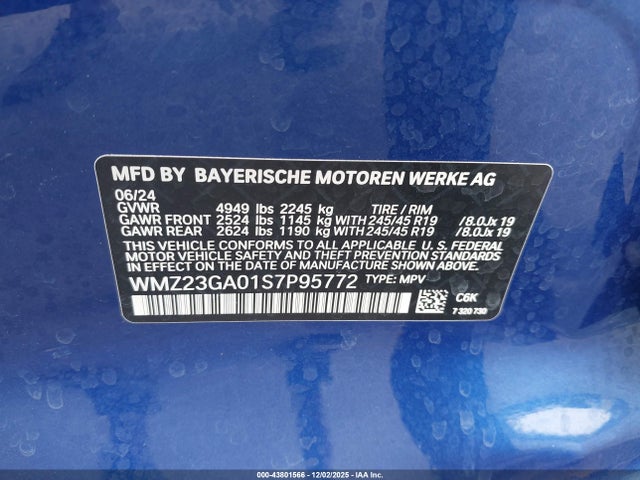 MFD BY BAYERISCHE MOTOREN WERKE AG
06/24
GVWR 4949 lbs 2245 kg TIRE / RIM
GAWR FRONT 2524 lbs 1145 kg WITH 245/45 R19 /8.0Jx 19
GAWR REAR 2624 lbs 1190 kg WITH 245/45 R19 /8.0Jx 19
THIS VEHICLE CONFORMS TO ALL APPLICABLE U. S. FEDERAL
MOTOR VEHICLE SAFETY AND THEFT PREVENTION STANDARDS
IN EFFECT ON THE DATE OF MANUFACTURE SHOWN ABOVE.
WMZ23GA01S7P95772 TYPE: MPV
C6K
7 320 730
000-43801566 * 12/02/2025 - IAA Inc.